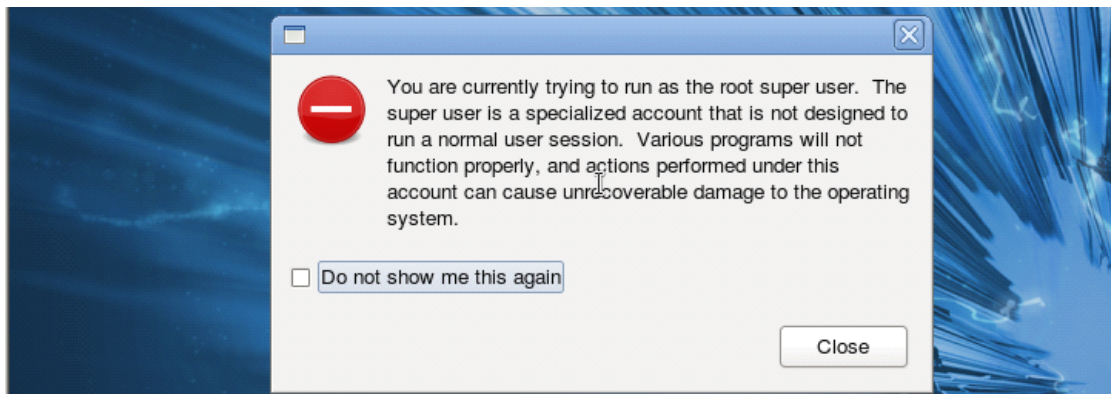 You are currently trying to run as the root super user.  The
super user is a specialized account that is not designed to
run a normal user session.  Various programs will not
function properly, and actions performed under this
account can cause unrecoverable damage to the operating
system.
Do not show me this again
Close